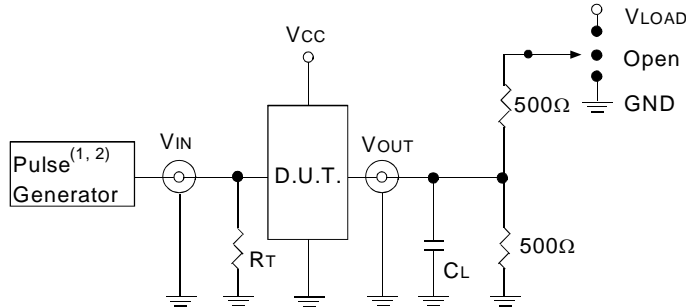 VLOAD
VCC
Open
500Ω
GND
VIN
VOUT
Pulse(1, 2)
Generator
D.U.T.
RT
CL
500Ω